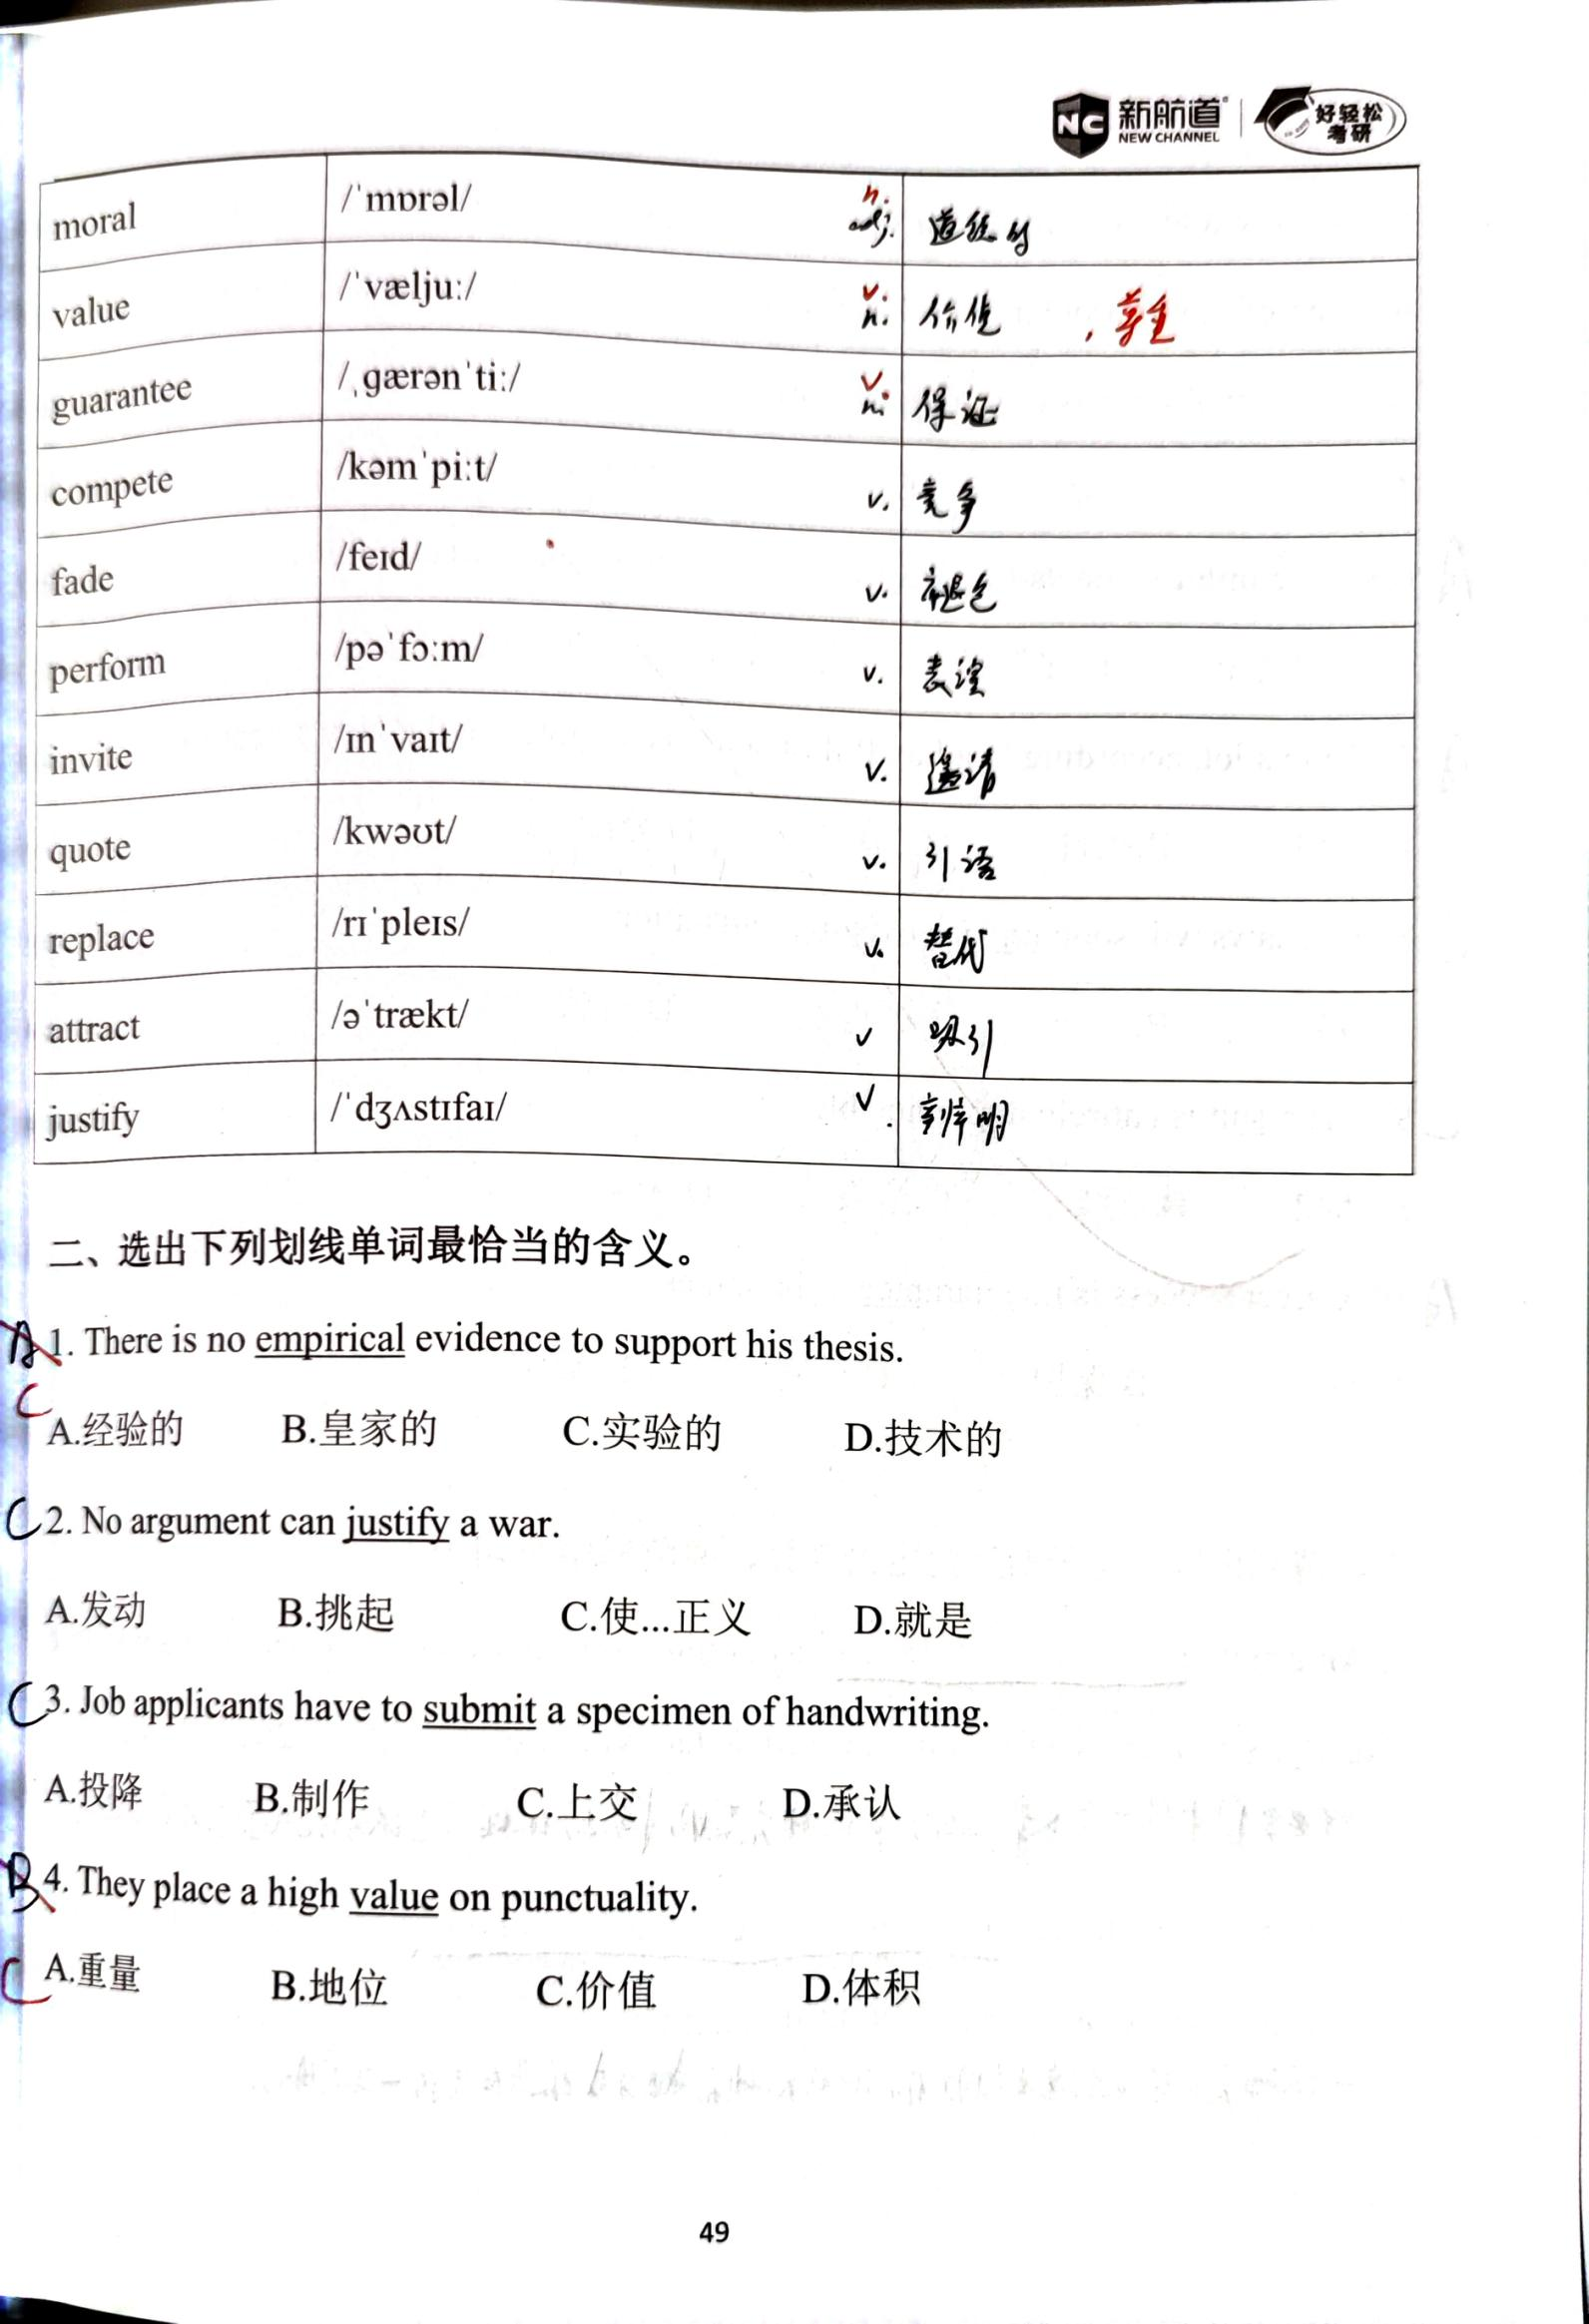 NC 新航道 NEW CHANNEL 好轻松考研
moral /ˈmɒrəl/ n. adj. 道德的
value /ˈvæljuː/ v. n. 价值 ，尊重
guarantee /ˌɡærənˈtiː/ v. n. 保证
compete /kəmˈpiːt/ v. 竞争
fade /feɪd/ v. 褪色
perform /pəˈfɔːm/ v. 表演
invite /ɪnˈvaɪt/ v. 邀请
quote /kwəʊt/ v. 引语
replace /rɪˈpleɪs/ v. 替代
attract /əˈtrækt/ v 吸引
justify /ˈdʒʌstɪfaɪ/ v. 辩明
二、选出下列划线单词最恰当的含义。
A 1. There is no empirical evidence to support his thesis.
C
A.经验的 B.皇家的 C.实验的 D.技术的
C 2. No argument can justify a war.
A.发动 B.挑起 C.使...正义 D.就是
C 3. Job applicants have to submit a specimen of handwriting.
A.投降 B.制作 C.上交 D.承认
B 4. They place a high value on punctuality.
C A.重量 B.地位 C.价值 D.体积
49